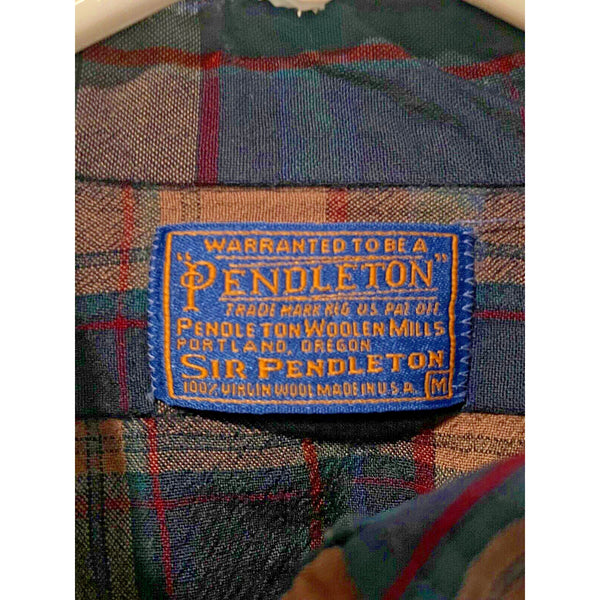 WARRANTED TO BE A
"PENDLETON"
TRADE MARK REG. U.S. PAT. OFF.
PENDLETON WOOLEN MILLS
PORTLAND, OREGON
SIR PENDLETON
100% VIRGIN WOOL MADE IN U.S.A. M